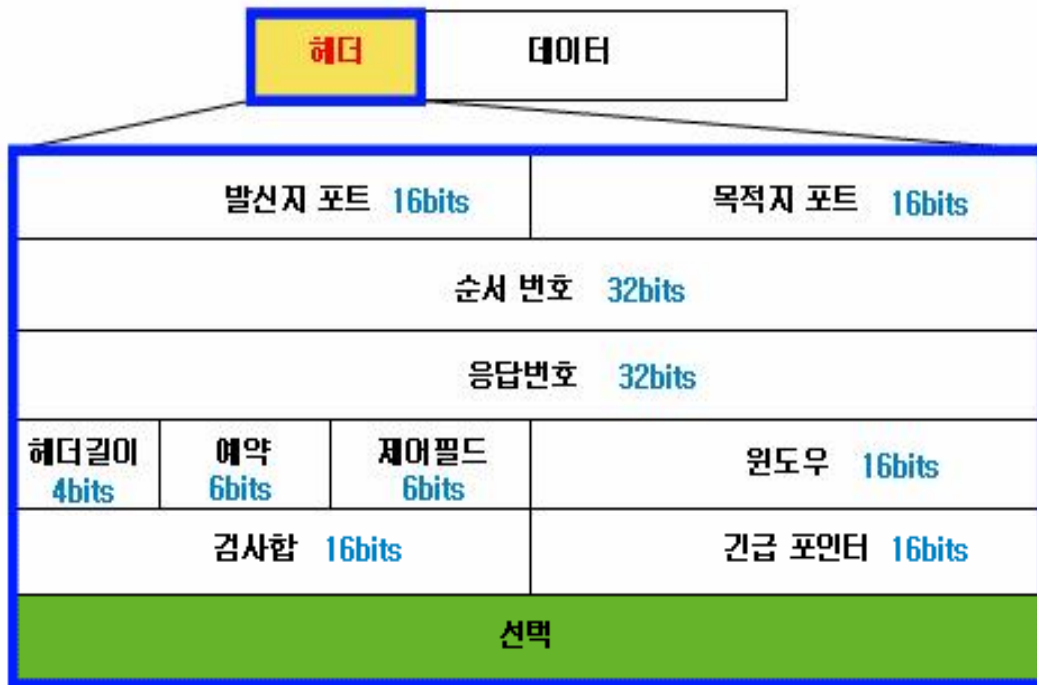 헤더 데이터
발신지 포트 16bits 목적지 포트 16bits
순서 번호 32bits
응답번호 32bits
헤더길이 예약 제어필드 윈도우 16bits
4bits 6bits 6bits
검사합 16bits 긴급 포인터 16bits
선택